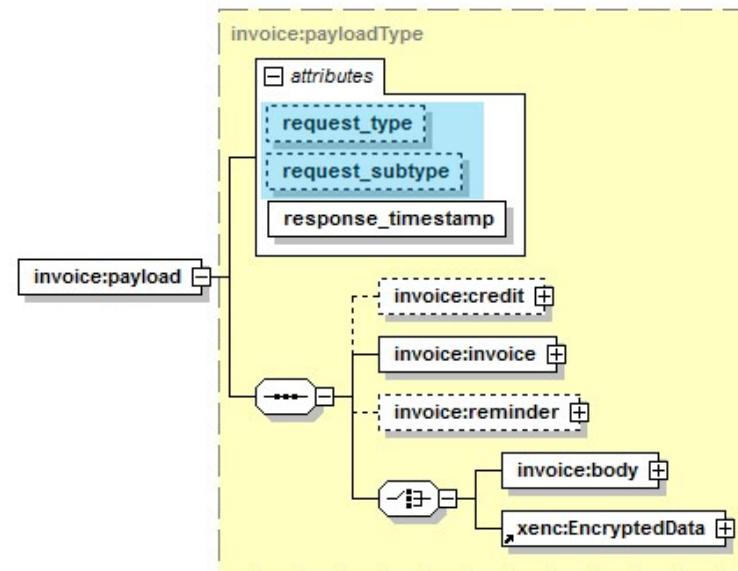 invoice:payloadType
attributes
request_type
request_subtype
response_timestamp
invoice:payload
invoice:credit
invoice:invoice
invoice:reminder
invoice:body
xenc:EncryptedData